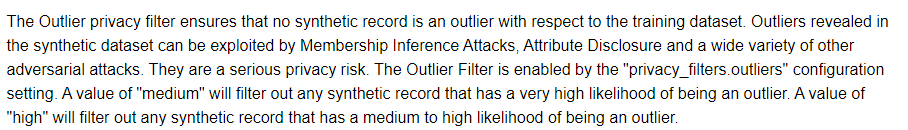 The Outlier privacy filter ensures that no synthetic record is an outlier with respect to the training dataset. Outliers revealed in
the synthetic dataset can be exploited by Membership Inference Attacks, Attribute Disclosure and a wide variety of other
adversarial attacks. They are a serious privacy risk. The Outlier Filter is enabled by the "privacy_filters.outliers" configuration
setting. A value of "medium" will filter out any synthetic record that has a very high likelihood of being an outlier. A value of
"high" will filter out any synthetic record that has a medium to high likelihood of being an outlier.